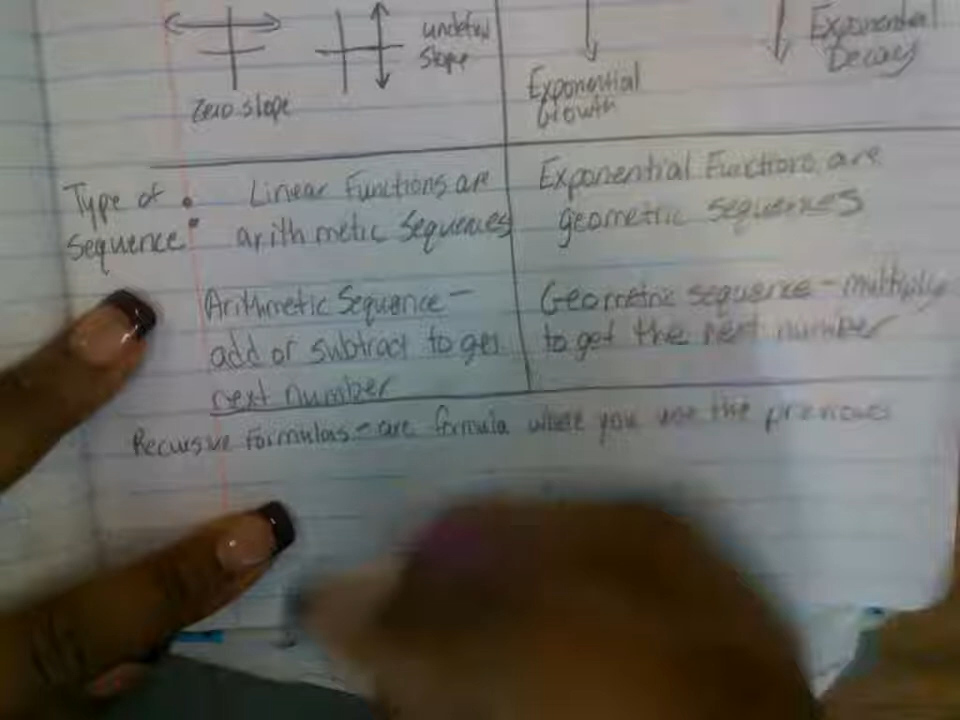 undefined
slope
Zero slope
Exponential
Growth
Exponential
Decay
Type of
Sequence:
Linear Functions are
arithmetic sequences
Exponential Functions are
geometric sequences
Arithmetic Sequence-
add or subtract to get
next number
Geometric sequence - multiply
to get the next number
Recursive Formulas - are formula where you use the previous